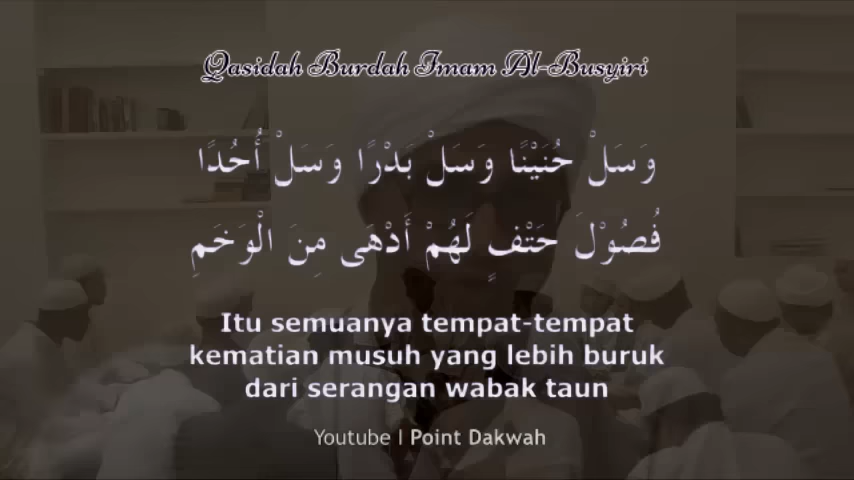 Qasidah Burdah Imam Al-Busyiri
وَسَلْ حُنَيْنًا وَسَلْ بَدْرًا وَسَلْ أُحُدًا
فُصُوْلَ حَتْفٍ لَهُمْ أَدْهَى مِنَ الْوَخَمِ
Itu semuanya tempat-tempat
kematian musuh yang lebih buruk
dari serangan wabak taun
Youtube | Point Dakwah